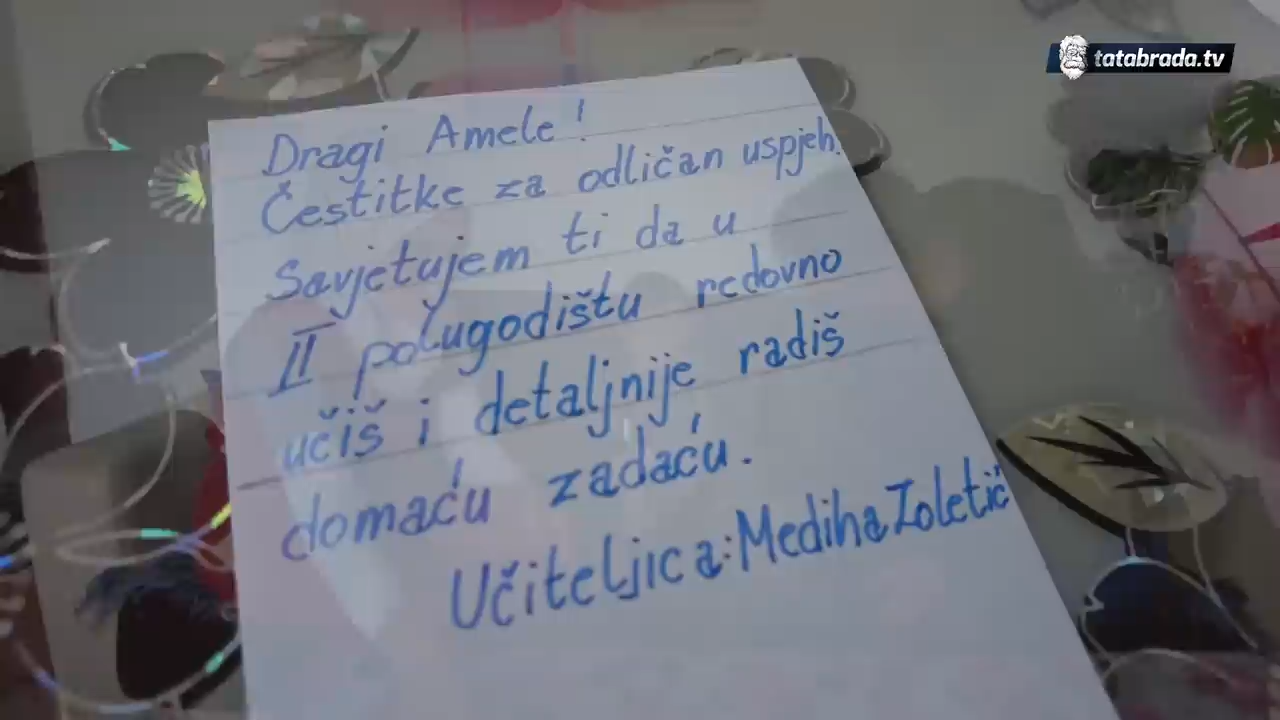 tatabrada.tv
Dragi Amele!
Čestitke za odličan uspjeh.
Savjetujem ti da u
II polugodištu redovno
učiš i detaljnije radiš
domaću zadaću.
Učiteljica: Mediha Zoletić